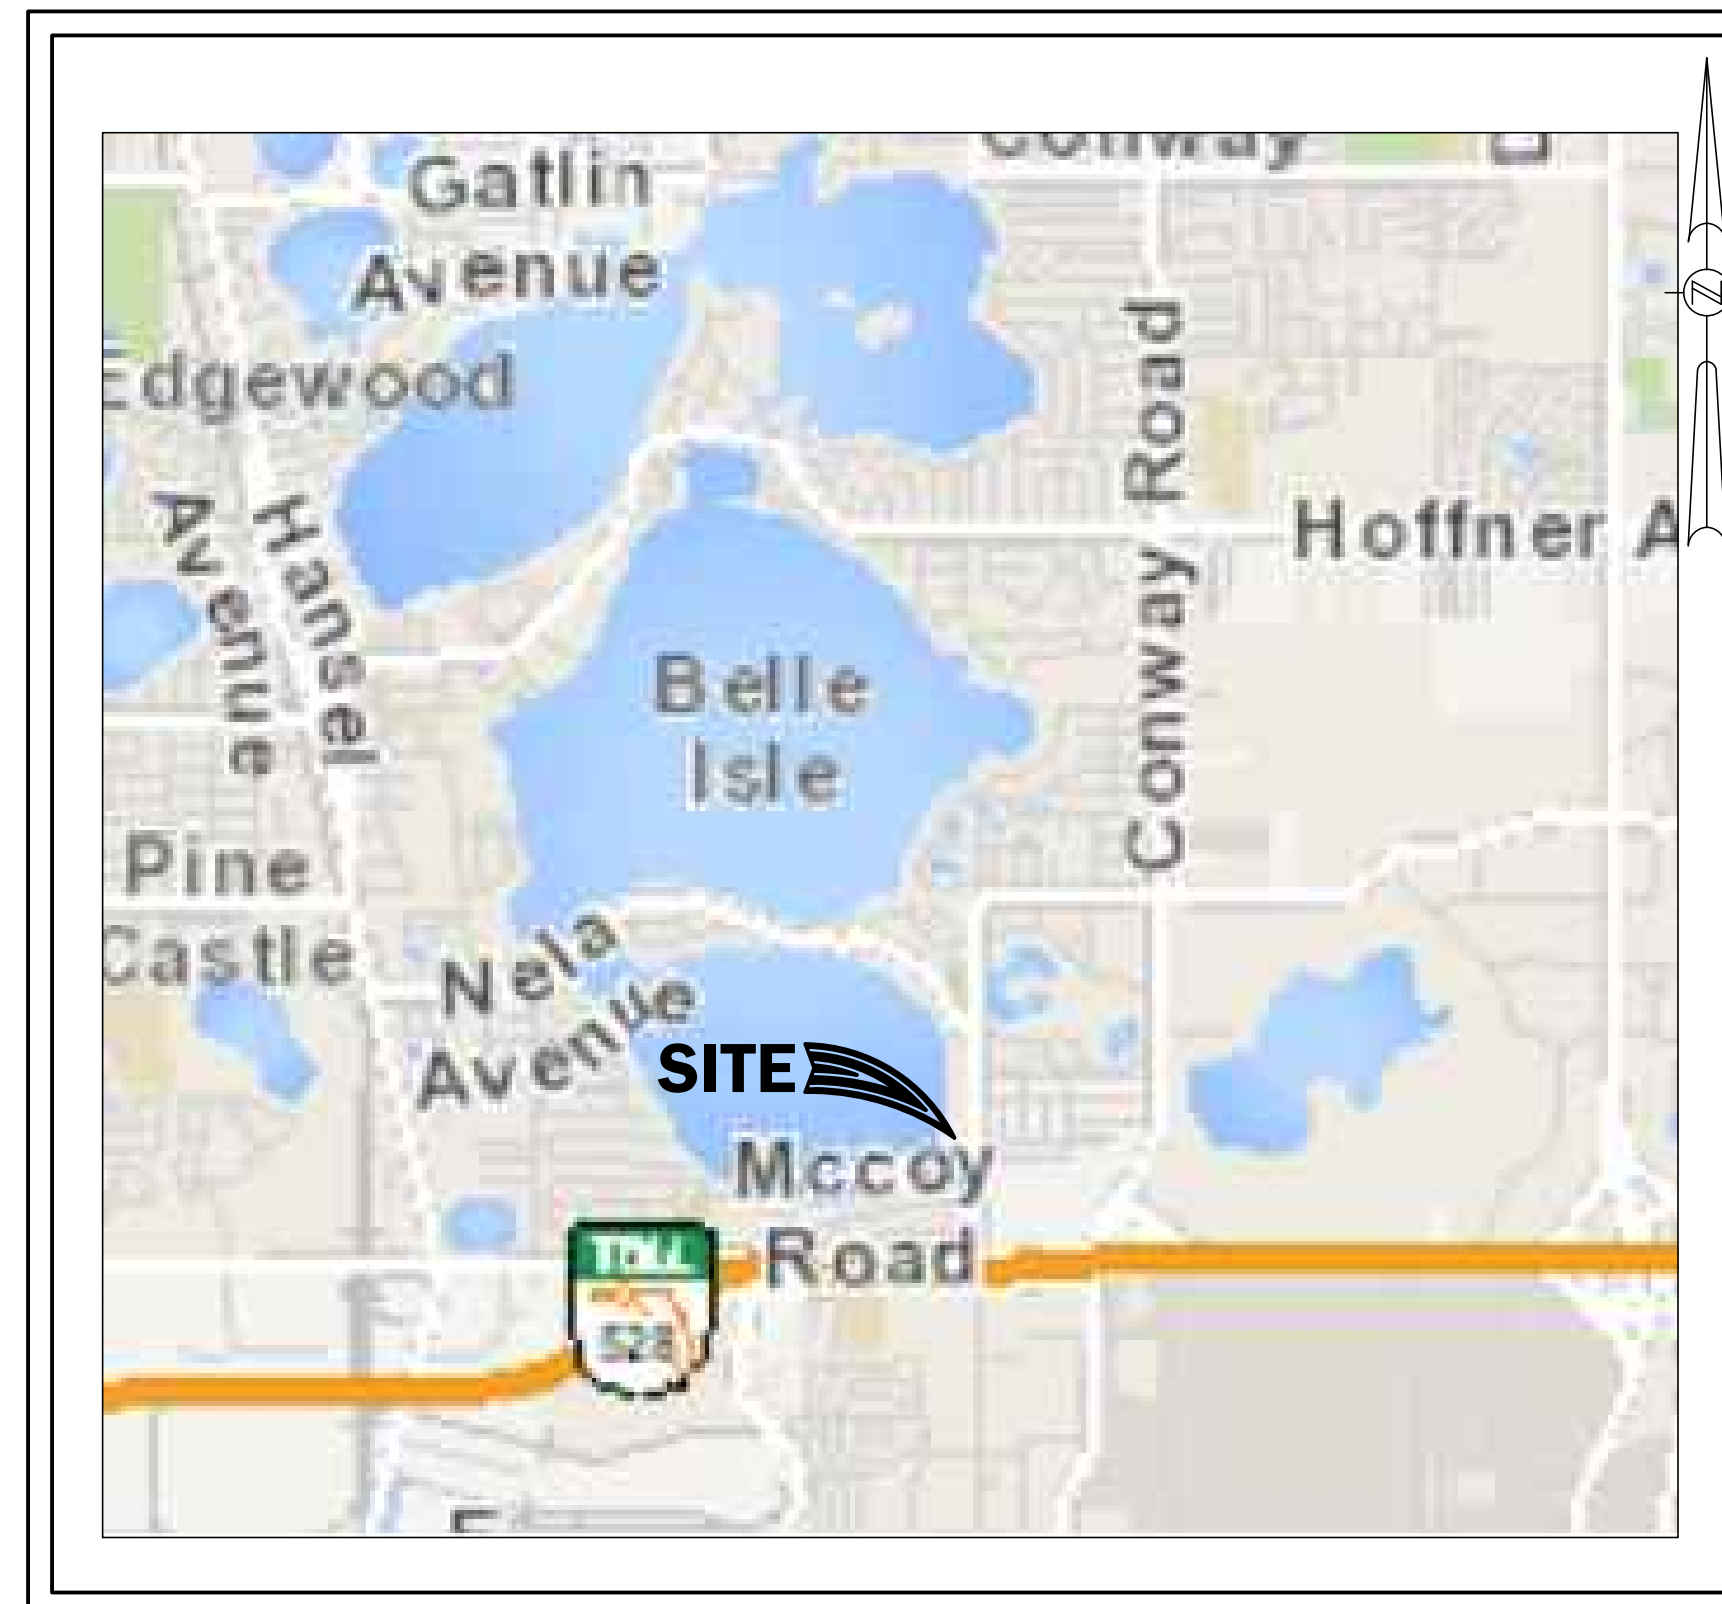 Conway
Gatlin
Avenue
Edgewood
Conway Road
Hoffner A
Hansel
Avenue
Belle
Isle
Pine
Castle
Nela
Avenue
SITE
Mccoy
Road
TOLL
528
N